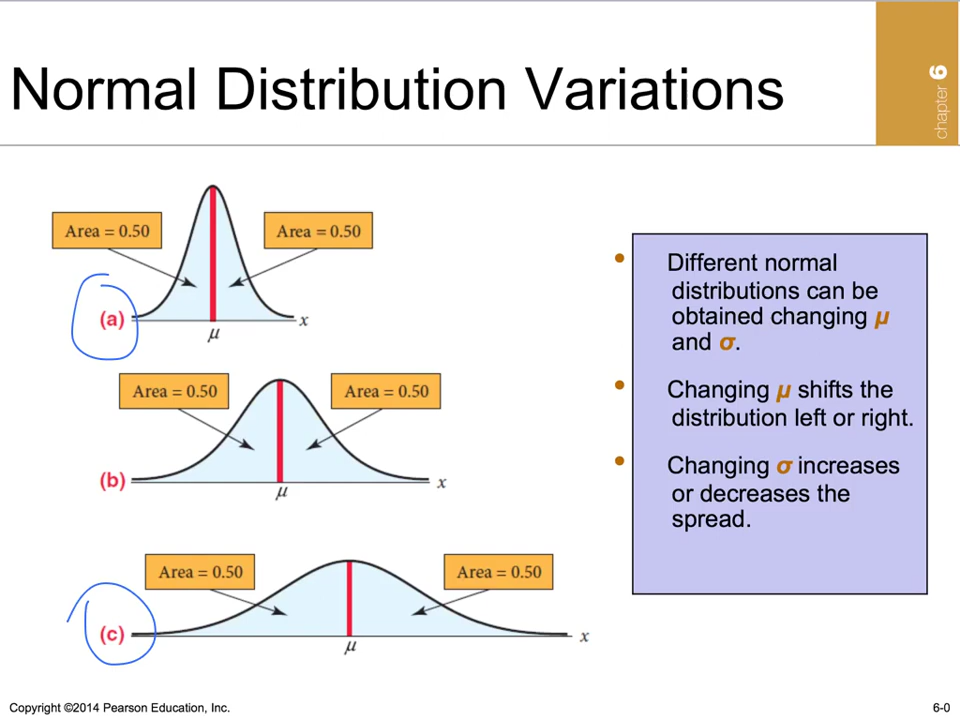 Normal Distribution Variations
chapter 6
Area = 0.50
Area = 0.50
(a)
x
μ
Area = 0.50
Area = 0.50
(b)
x
μ
Area = 0.50
Area = 0.50
(c)
x
μ
• Different normal
distributions can be
obtained changing μ
and σ.
• Changing μ shifts the
distribution left or right.
• Changing σ increases
or decreases the
spread.
Copyright ©2014 Pearson Education, Inc.
6-0